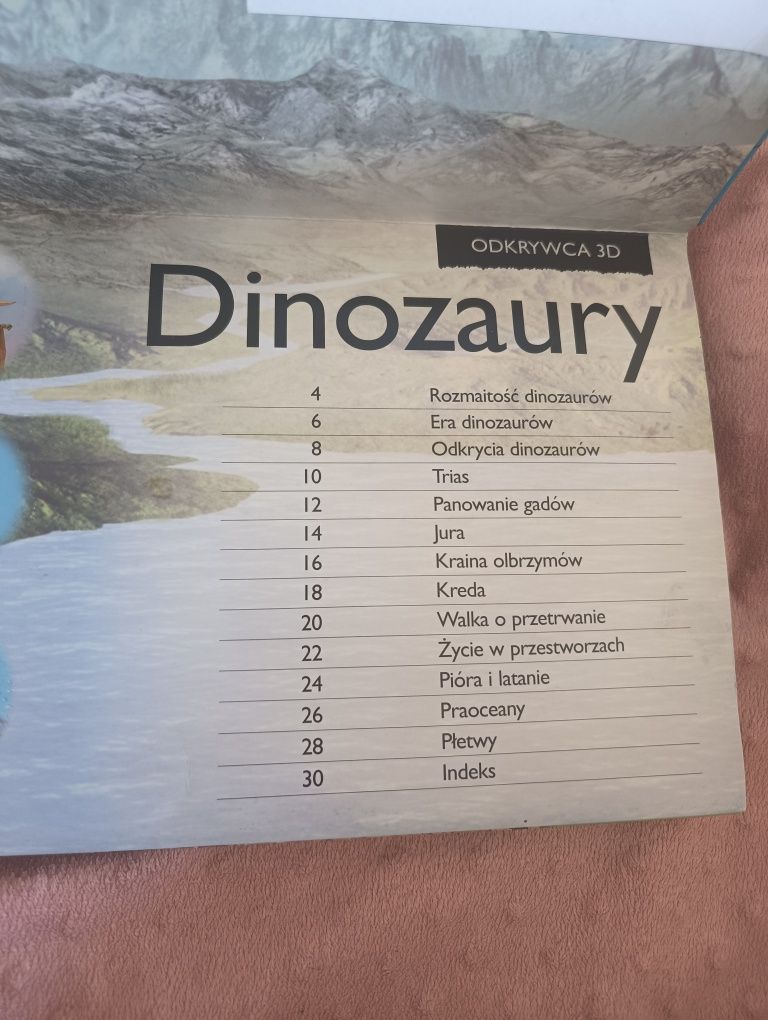 ODKRYWCA 3D
Dinozaury
4 Rozmaitość dinozaurów
6 Era dinozaurów
8 Odkrycia dinozaurów
10 Trias
12 Panowanie gadów
14 Jura
16 Kraina olbrzymów
18 Kreda
20 Walka o przetrwanie
22 Życie w przestworzach
24 Pióra i latanie
26 Praoceany
28 Płetwy
30 Indeks